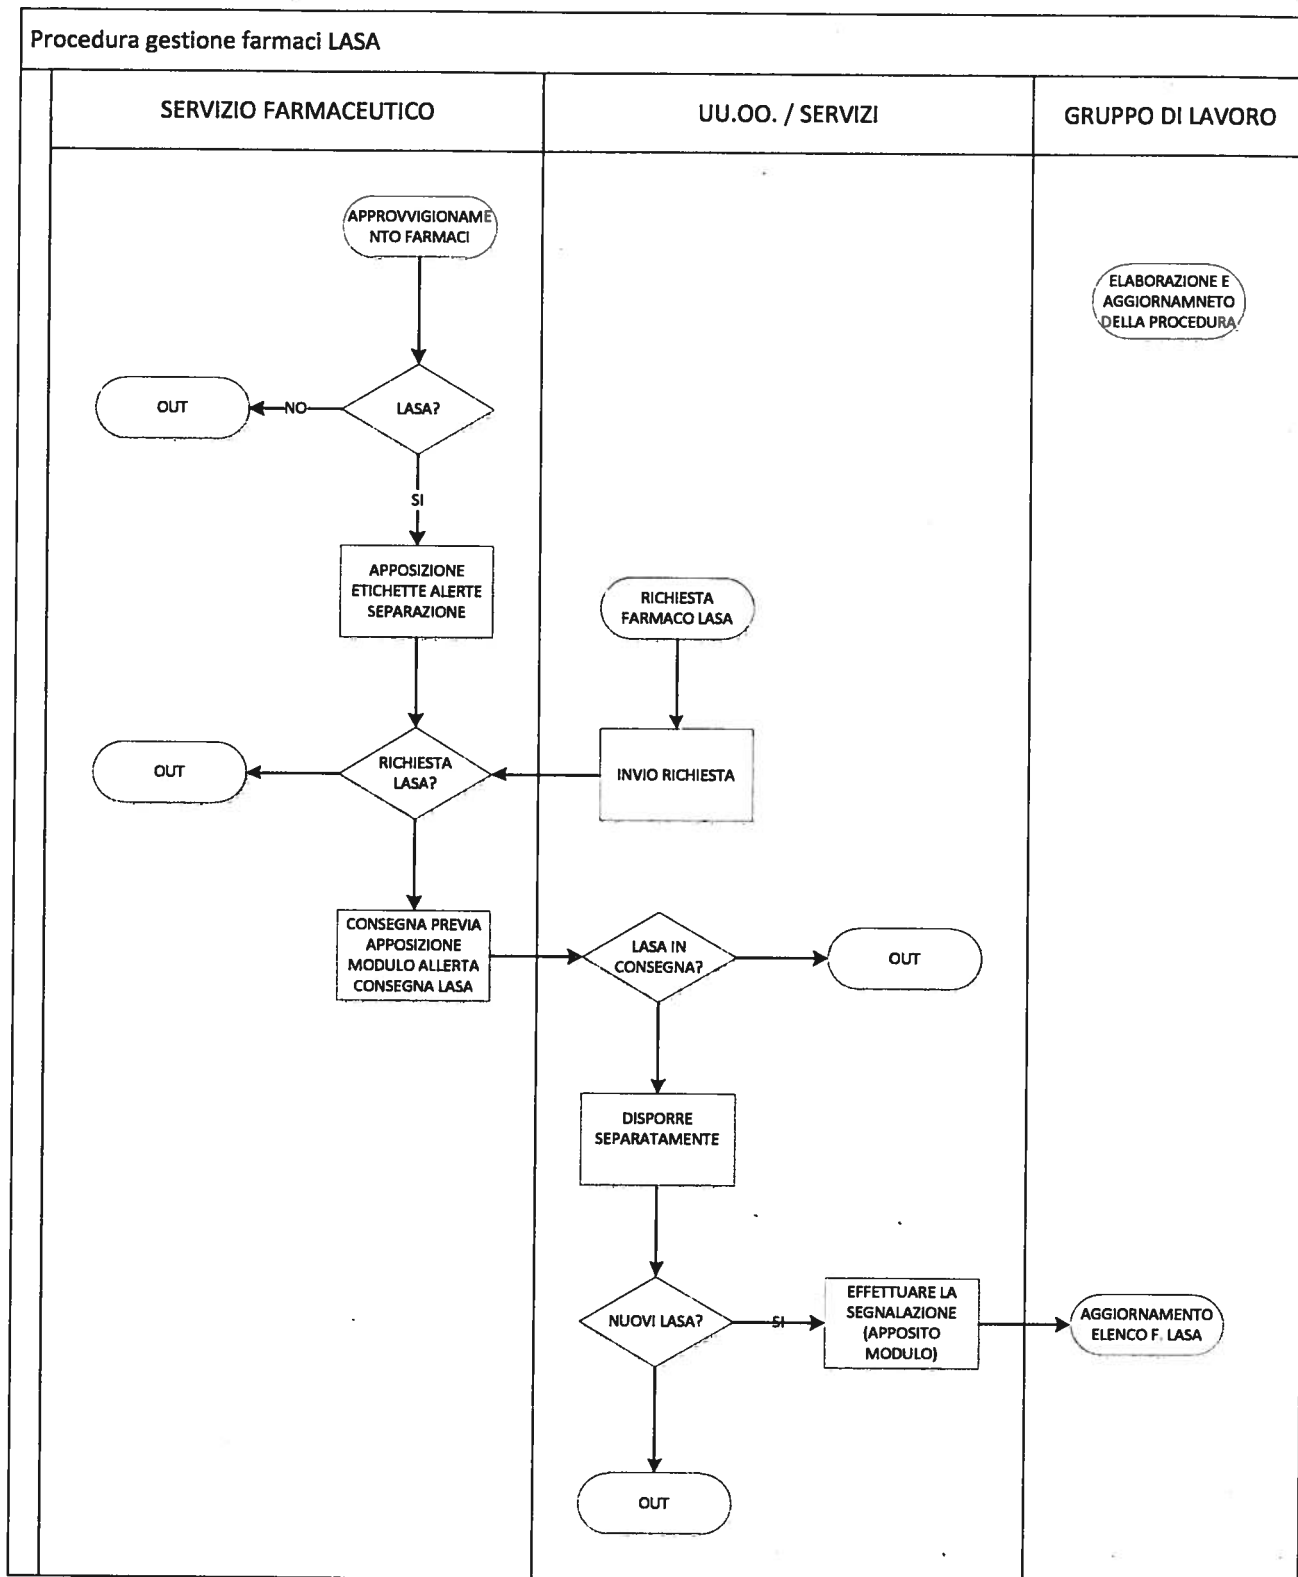 Procedura gestione farmaci LASA
SERVIZIO FARMACEUTICO
UU.OO. / SERVIZI
GRUPPO DI LAVORO
APPROVVIGIONAME
NTO FARMACI
ELABORAZIONE E
AGGIORNAMNETO
DELLA PROCEDURA
OUT
NO
LASA?
SI
APPOSIZIONE
ETICHETTE ALERTE
SEPARAZIONE
RICHIESTA
FARMACO LASA
OUT
RICHIESTA
LASA?
INVIO RICHIESTA
CONSEGNA PREVIA
APPOSIZIONE
MODULO ALLERTA
CONSEGNA LASA
LASA IN
CONSEGNA?
OUT
DISPORRE
SEPARATAMENTE
NUOVI LASA?
SI
EFFETTUARE LA
SEGNALAZIONE
(APPOSITO
MODULO)
AGGIORNAMENTO
ELENCO F. LASA
OUT